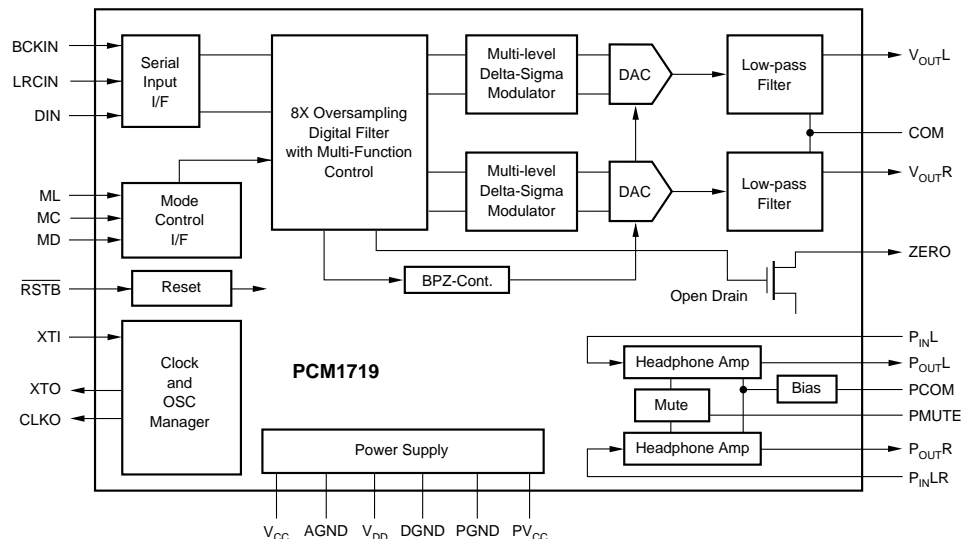 BCKIN
LRCIN
DIN
Serial
Input
I/F
8X Oversampling
Digital Filter
with Multi-Function
Control
Multi-level
Delta-Sigma
Modulator
DAC
Low-pass
Filter
VOUTL
COM
Multi-level
Delta-Sigma
Modulator
DAC
Low-pass
Filter
VOUTR
ML
MC
MD
Mode
Control
I/F
BPZ-Cont.
Open Drain
ZERO
RSTB
Reset
XTI
XTO
CLKO
Clock
and
OSC
Manager
PCM1719
PINL
Headphone Amp
POUTL
Bias
PCOM
Mute
PMUTE
Headphone Amp
POUTR
PINLR
Power Supply
VCC
AGND
VDD
DGND
PGND
PVCC